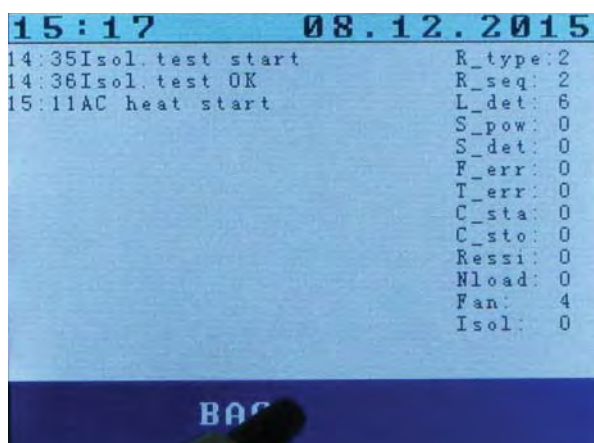 15:17 08.12.2015
14:35Isol.test start
14:36Isol.test OK
15:11AC heat start
R_type:2
R_seq: 2
L_det: 6
S_pow: 0
S_det: 0
F_err: 0
T_err: 0
C_sta: 0
C_sto: 0
Ressi: 0
Nload: 0
Fan: 4
Isol: 0